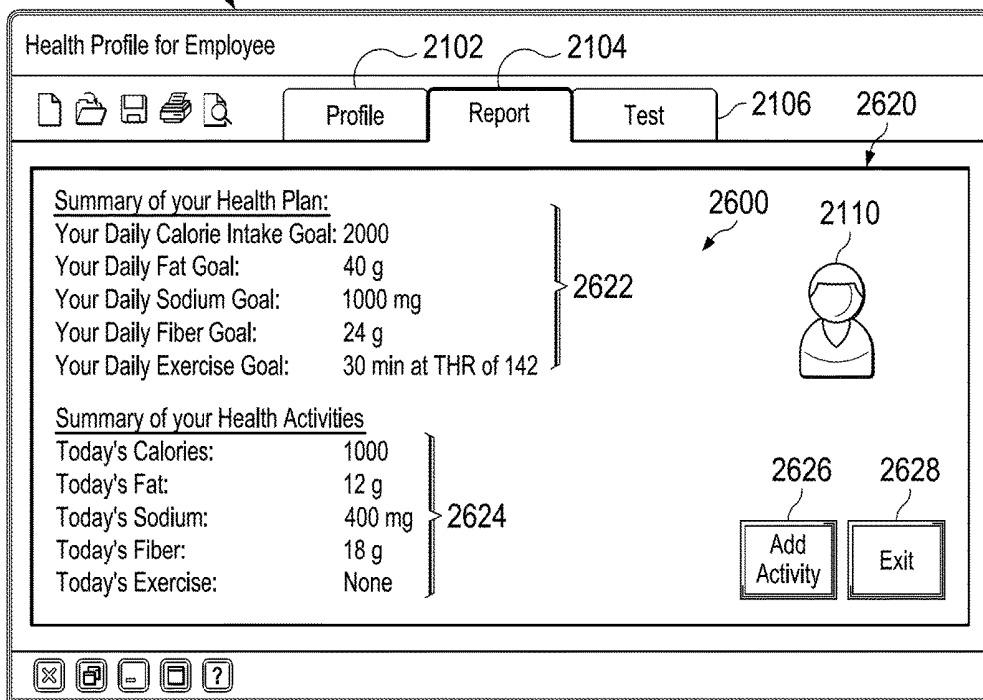 Health Profile for Employee
2102
2104
Profile
Report
Test
2106
2620
Summary of your Health Plan:
Your Daily Calorie Intake Goal: 2000
Your Daily Fat Goal: 40 g
Your Daily Sodium Goal: 1000 mg
Your Daily Fiber Goal: 24 g
Your Daily Exercise Goal: 30 min at THR of 142
2622
2600
2110
Summary of your Health Activities
Today's Calories: 1000
Today's Fat: 12 g
Today's Sodium: 400 mg
Today's Fiber: 18 g
Today's Exercise: None
2624
2626
2628
Add
Activity
Exit
?